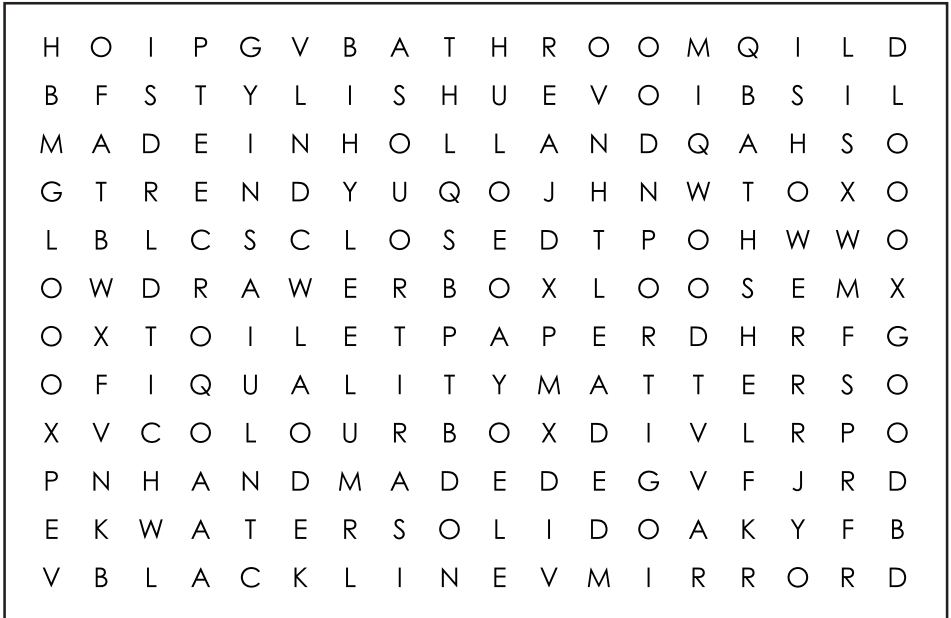 H O I P G V B A T H R O O M Q I L D
B F S T Y L I S H U E V O I B S I L
M A D E I N H O L L A N D Q A H S O
G T R E N D Y U Q O J H N W T O X O
L B L C S C L O S E D T P O H W W O
O W D R A W E R B O X L O O S E M X
O X T O I L E T P A P E R D H R F G
O F I Q U A L I T Y M A T T E R S O
X V C O L O U R B O X D I V L R P O
P N H A N D M A D E D E G V F J R D
E K W A T E R S O L I D O A K Y F B
V B L A C K L I N E V M I R R O R D